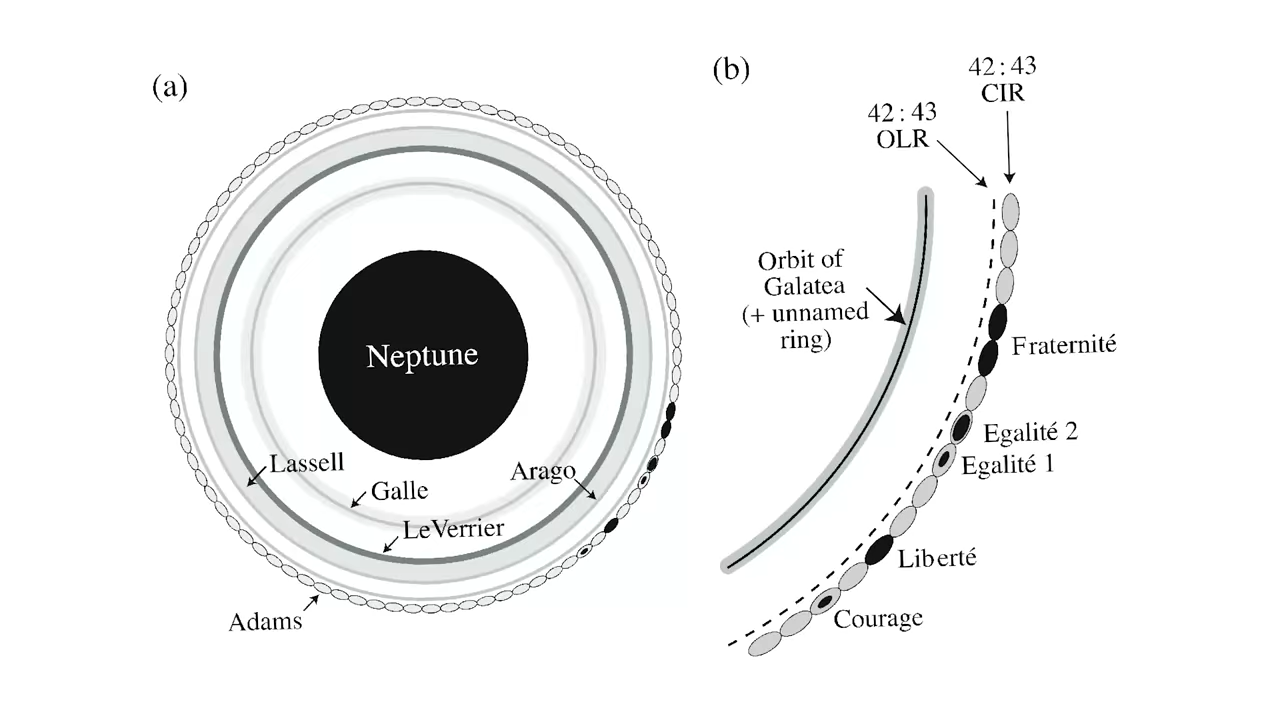 (a)
Neptune
Lassell
Galle
Arago
LeVerrier
Adams
(b)
42 : 43
CIR
42 : 43
OLR
Orbit of
Galatea
(+ unnamed
ring)
Fraternité
Egalité 2
Egalité 1
Liberté
Courage